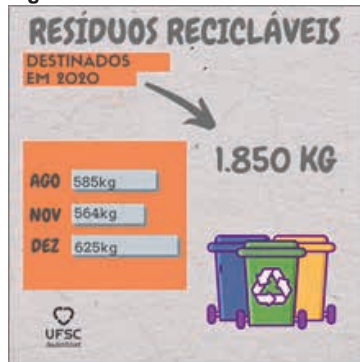 RESÍDUOS RECICLÁVEIS
DESTINADOS
EM 2020
1.850 KG
AGO 585kg
NOV 564kg
DEZ 625kg
UFSC